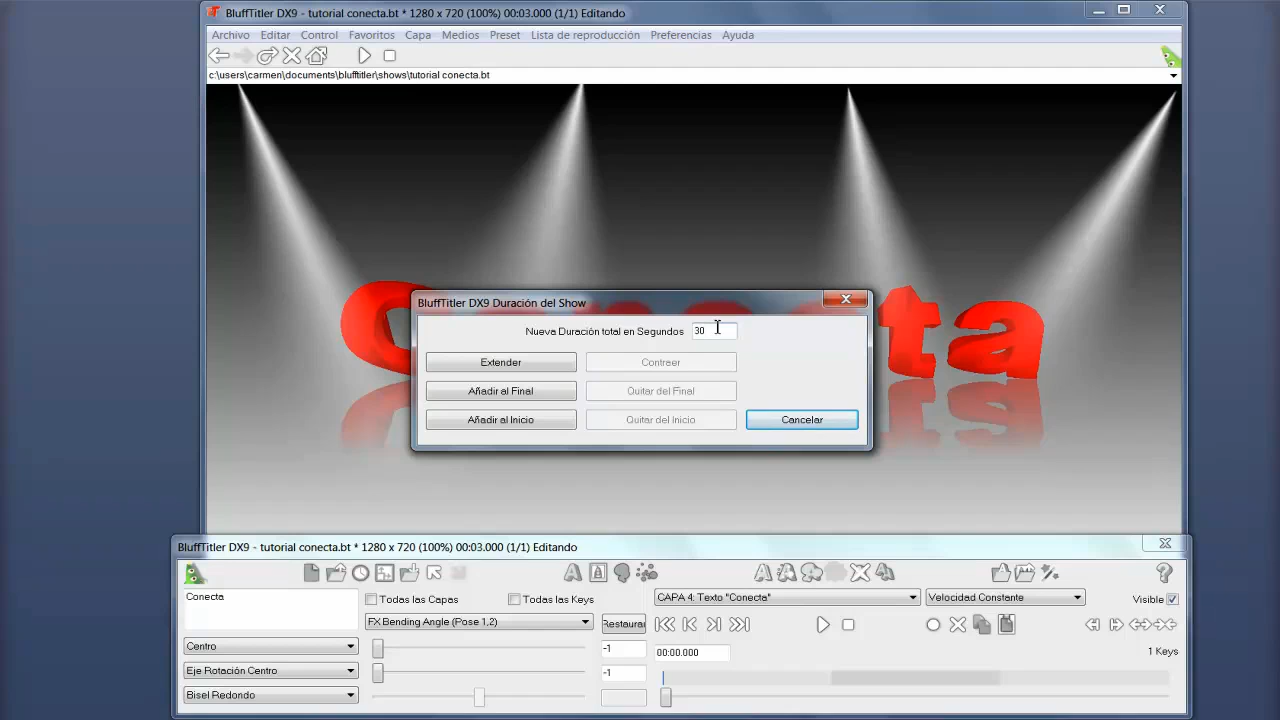 BluffTitler DX9 - tutorial conecta.bt * 1280 x 720 (100%) 00:03.000 (1/1) Editando
Archivo Editar Control Favoritos Capa Medios Preset Lista de reproducción Preferencias Ayuda
c:\users\carmen\documents\blufftitler\shows\tutorial conecta.bt
BluffTitler DX9 Duración del Show
Nueva Duración total en Segundos 30
Extender Contraer
Añadir al Final Quitar del Final
Añadir al Inicio Quitar del Inicio Cancelar
BluffTitler DX9 - tutorial conecta.bt * 1280 x 720 (100%) 00:03.000 (1/1) Editando
Conecta Todas las Capas Todas las Keys CAPA 4: Texto "Conecta" Velocidad Constante Visible
FX Bending Angle (Pose 1,2) Restaurar
Centro -1 00:00.000 1 Keys
Eje Rotación Centro -1
Bisel Redondo